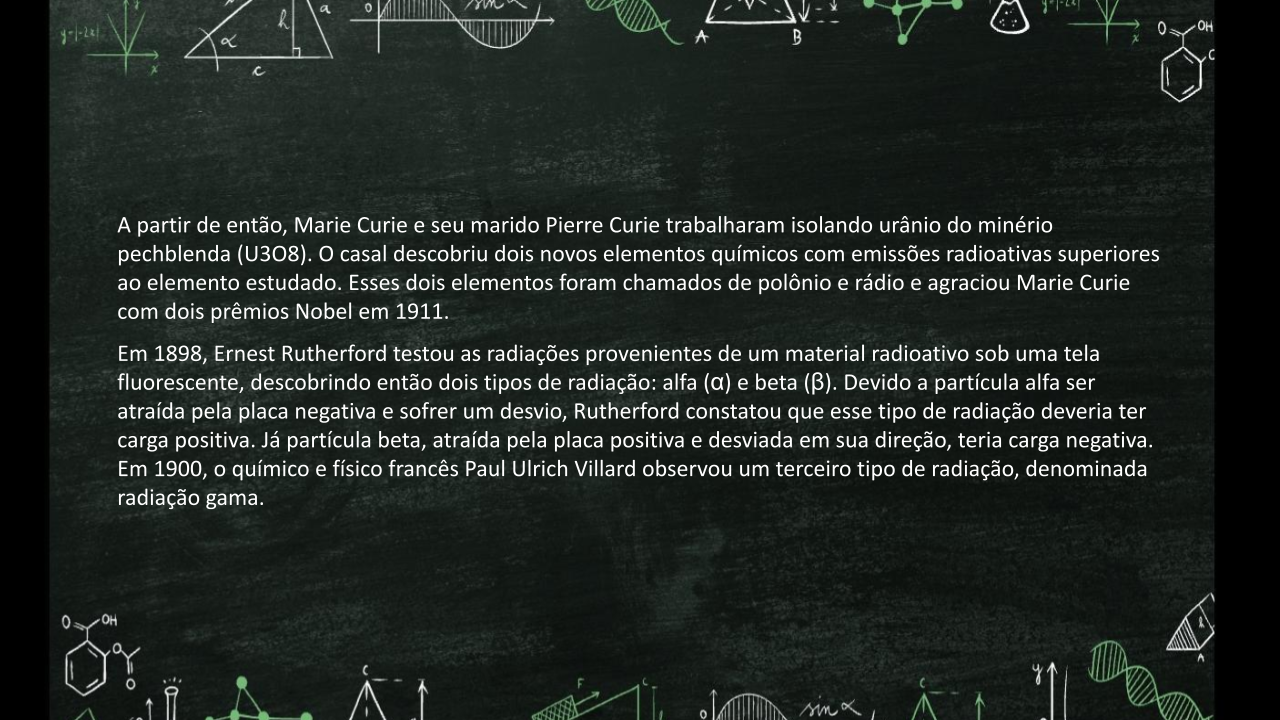 y=|-2x|
y
x
α
h
a
c
0
sin α
A
B
y=|-2x|
x
O
OH
A partir de então, Marie Curie e seu marido Pierre Curie trabalharam isolando urânio do minério
pechblenda (U3O8). O casal descobriu dois novos elementos químicos com emissões radioativas superiores
ao elemento estudado. Esses dois elementos foram chamados de polônio e rádio e agraciou Marie Curie
com dois prêmios Nobel em 1911.
Em 1898, Ernest Rutherford testou as radiações provenientes de um material radioativo sob uma tela
fluorescente, descobrindo então dois tipos de radiação: alfa (α) e beta (β). Devido a partícula alfa ser
atraída pela placa negativa e sofrer um desvio, Rutherford constatou que esse tipo de radiação deveria ter
carga positiva. Já partícula beta, atraída pela placa positiva e desviada em sua direção, teria carga negativa.
Em 1900, o químico e físico francês Paul Ulrich Villard observou um terceiro tipo de radiação, denominada
radiação gama.
O
OH
O
O
C
F
C
0
sin α
C
y
h
A